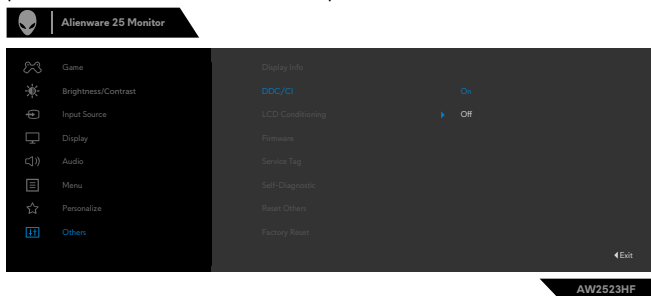 Alienware 25 Monitor
Game
Display Info
Brightness/Contrast
DDC/CI
On
Input Source
LCD Conditioning
Off
Display
Firmware
Audio
Service Tag
Menu
Self-Diagnostic
Personalize
Reset Others
Others
Factory Reset
Exit
AW2523HF